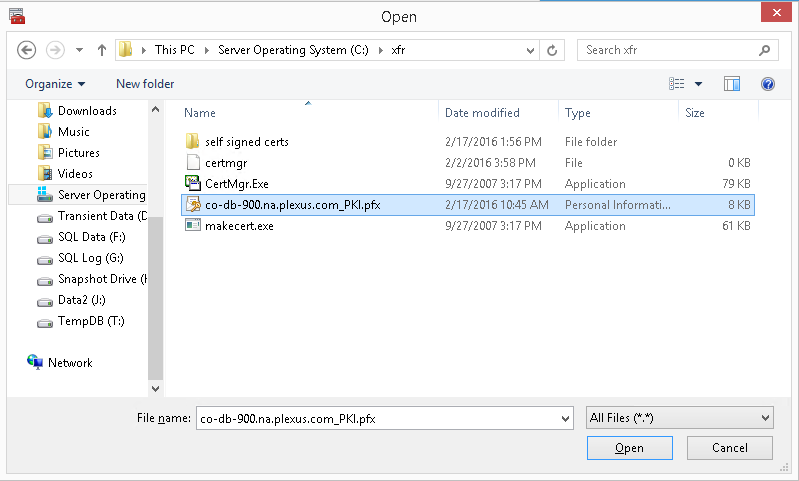 Open
This PC Server Operating System (C:) xfr
Search xfr
Organize New folder
Name Date modified Type Size
Downloads
Music
Pictures
Videos
Server Operating
Transient Data (D
SQL Data (F:)
SQL Log (G:)
Snapshot Drive (H
Data2 (J:)
TempDB (T:)
Network
self signed certs 2/17/2016 1:56 PM File folder
certmgr 2/2/2016 3:58 PM File 0 KB
CertMgr.Exe 9/27/2007 3:17 PM Application 79 KB
co-db-900.na.plexus.com_PKI.pfx 2/17/2016 10:45 AM Personal Informati... 8 KB
makecert.exe 9/27/2007 3:17 PM Application 61 KB
File name: co-db-900.na.plexus.com_PKI.pfx All Files (*.*)
Open Cancel